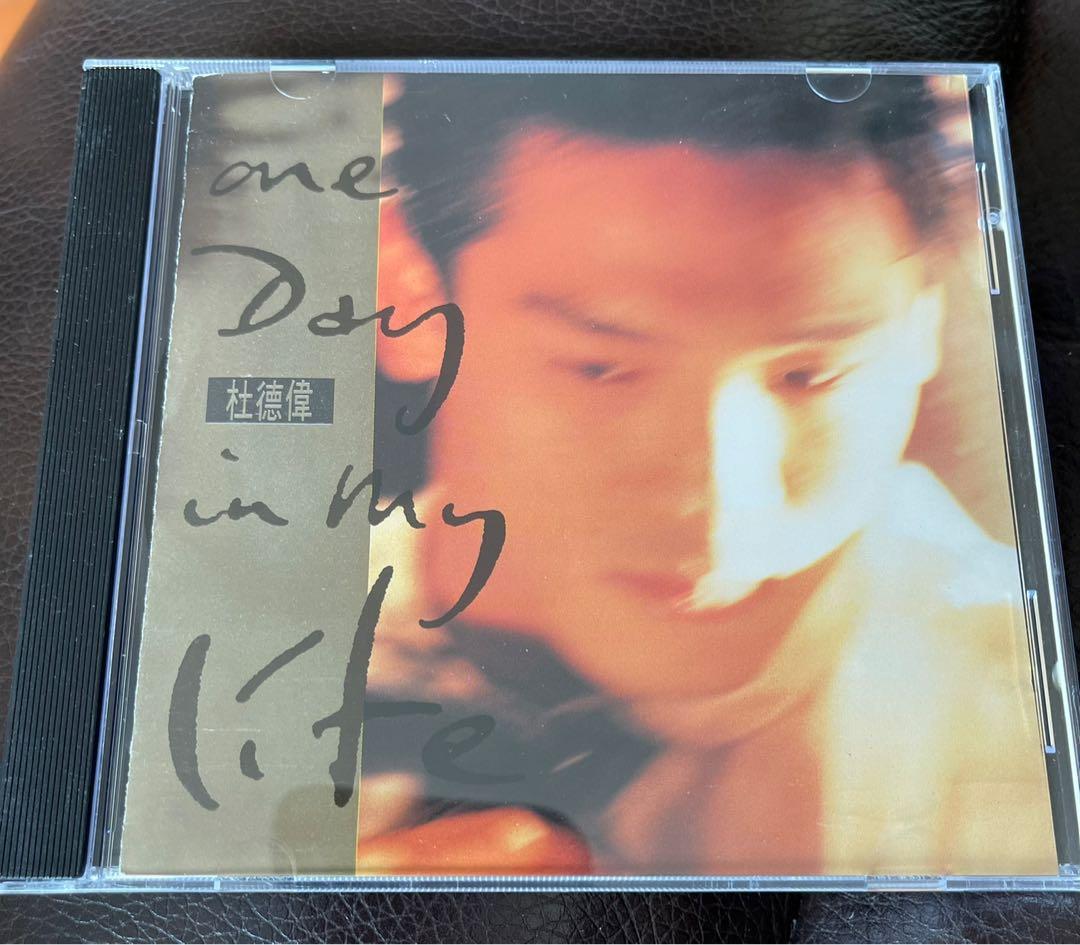 one
Day
杜德偉
in my
life